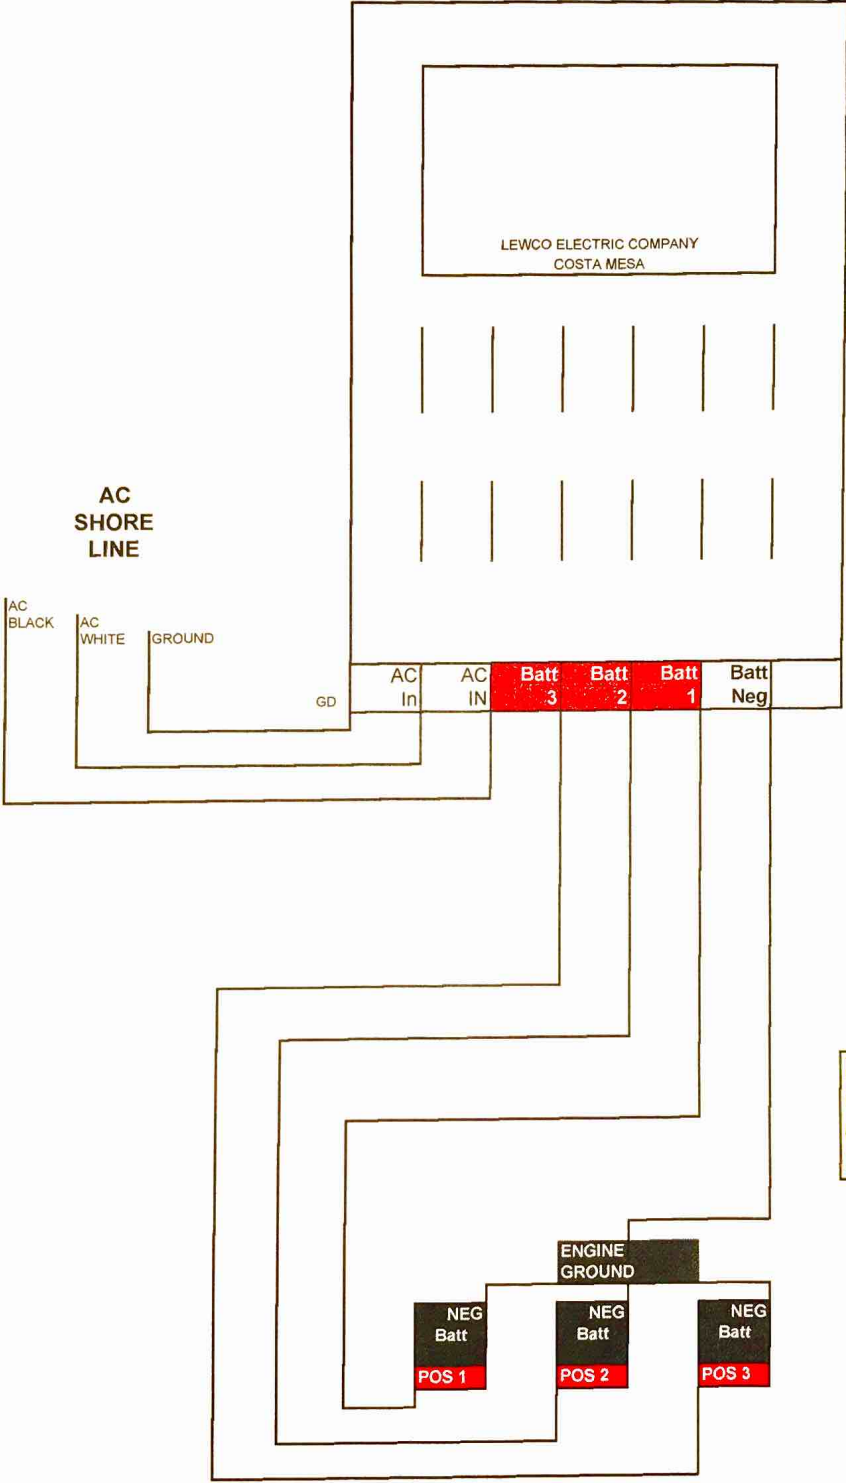 LEWCO ELECTRIC COMPANY
COSTA MESA
AC
SHORE
LINE
AC
BLACK
AC
WHITE
GROUND
GD
AC
In
AC
IN
Batt
3
Batt
2
Batt
1
Batt
Neg
ENGINE
GROUND
NEG
Batt
POS 1
NEG
Batt
POS 2
NEG
Batt
POS 3